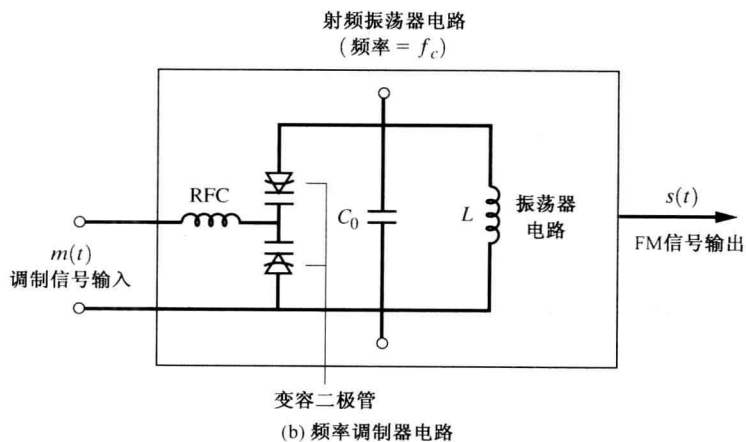 射频振荡器电路
(频率 = f_c)
RFC
C_0
L
振荡器
电路
s(t)
FM信号输出
m(t)
调制信号输入
变容二极管
(b) 频率调制器电路